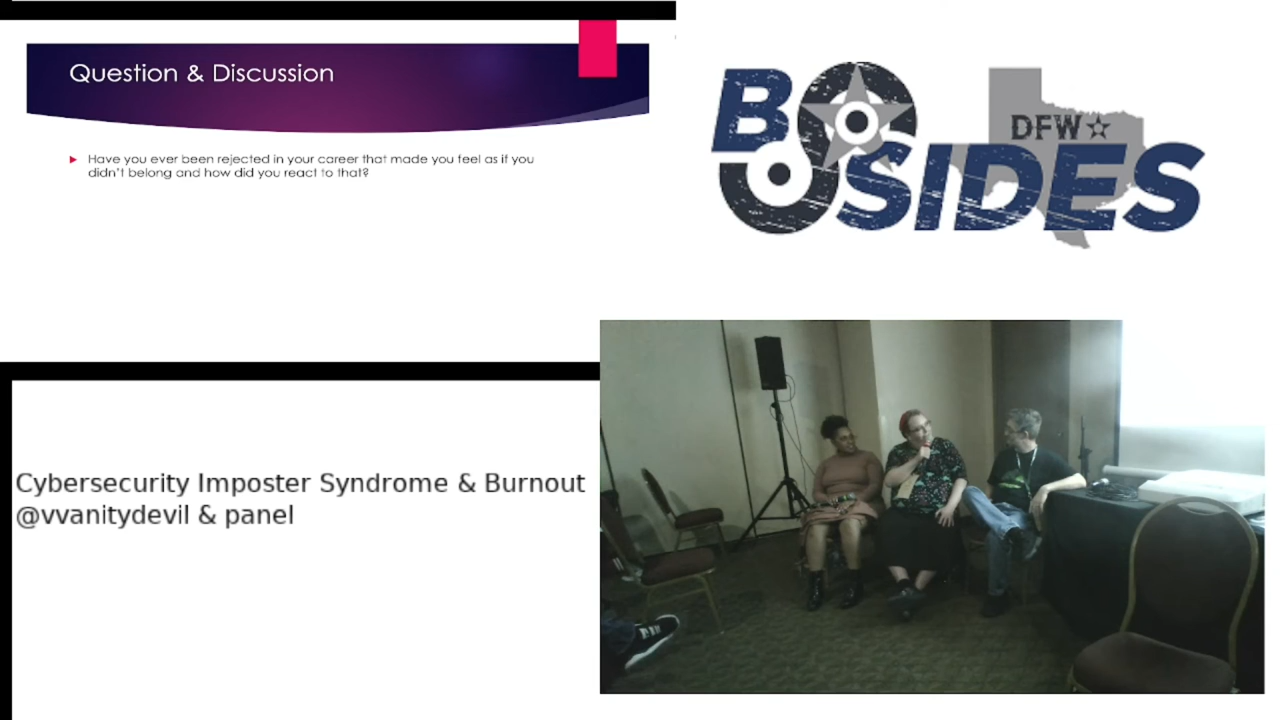 Question & Discussion
Have you ever been rejected in your career that made you feel as if you
didn't belong and how did you react to that?
BSIDES
DFW
Cybersecurity Imposter Syndrome & Burnout
@vvanitydevil & panel